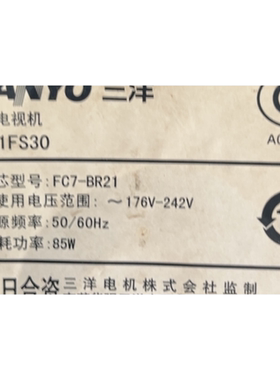 ANYO 三洋
电视机
1FS30
芯型号: FC7-BR21
使用电压范围: ～176V-242V
源频率: 50/60Hz
耗功率: 85W
日合资
三洋电机株式会社监制